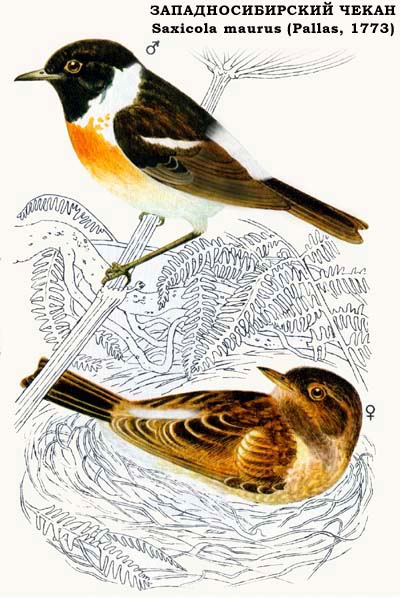 ЗАПАДНОСИБИРСКИЙ ЧЕКАН
Saxicola maurus (Pallas, 1773)
♂
♀